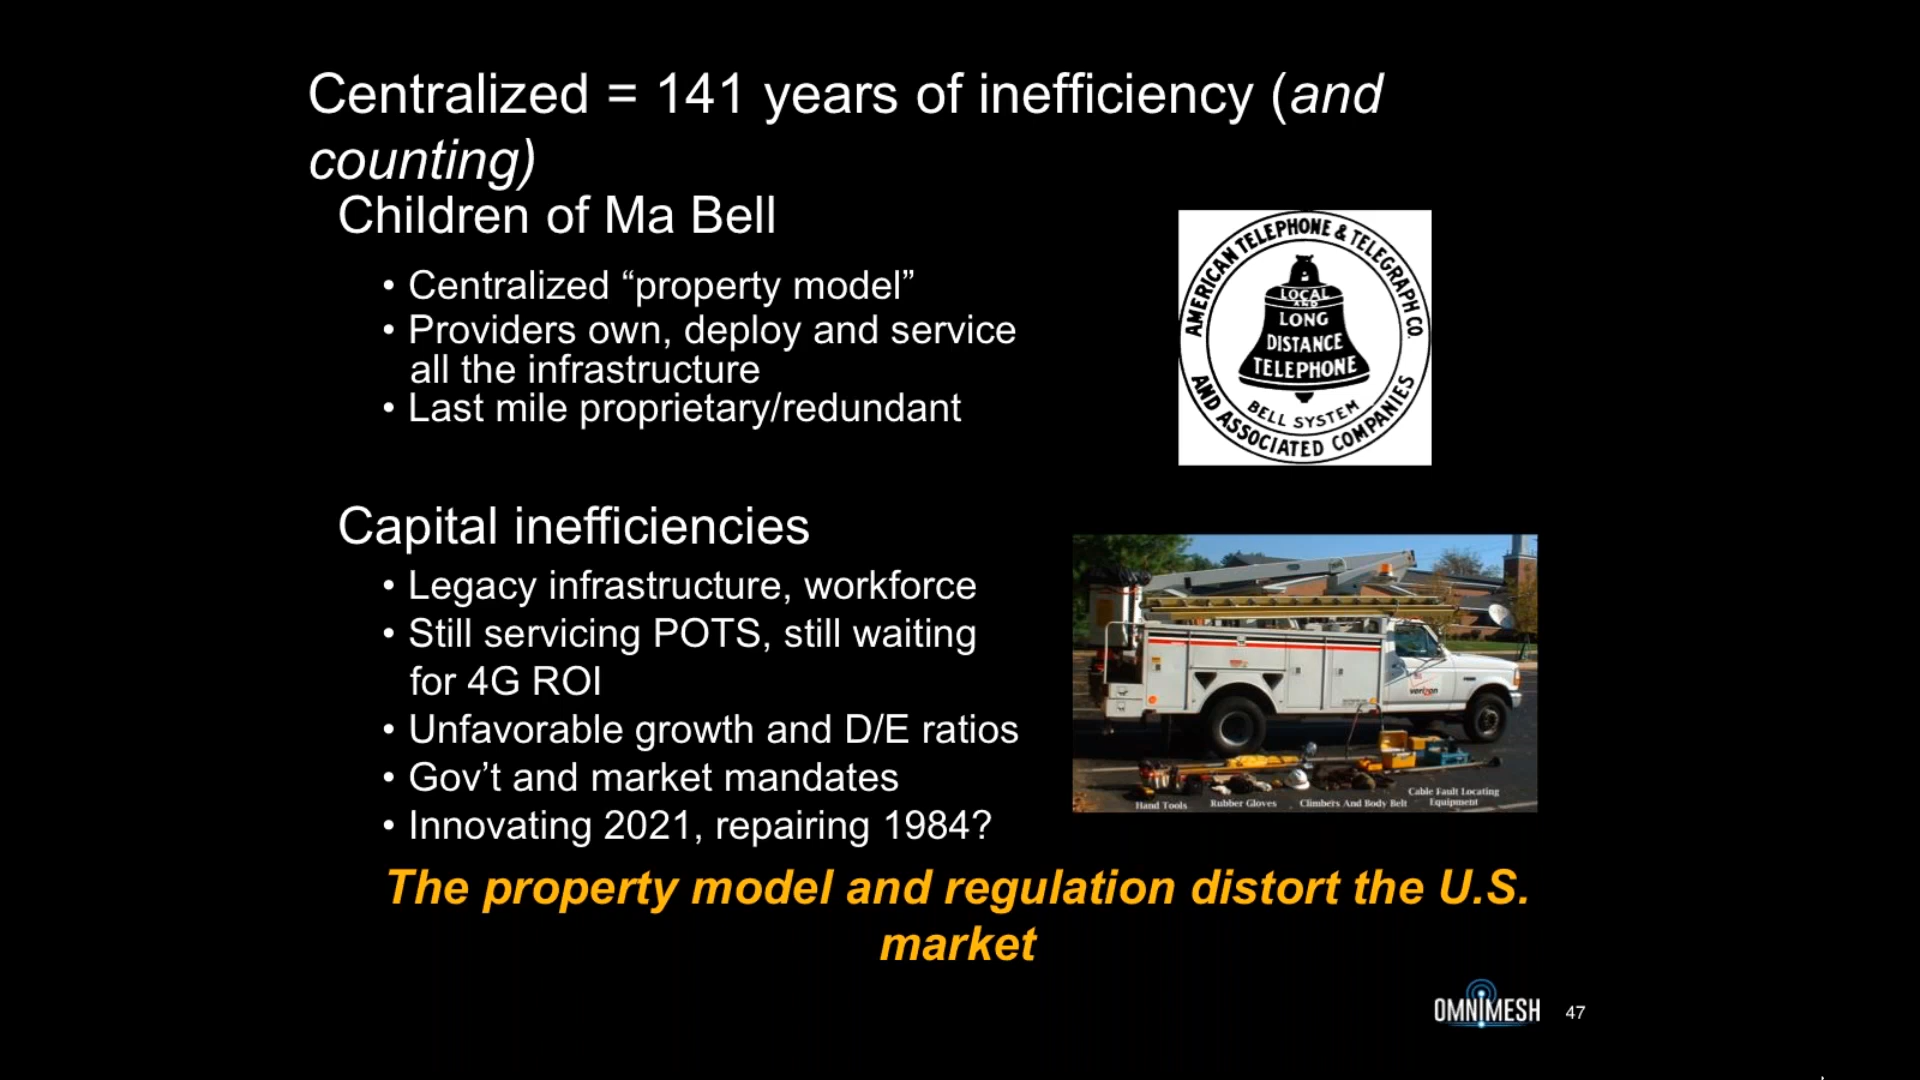 Centralized = 141 years of inefficiency (and
counting)
Children of Ma Bell
• Centralized “property model”
• Providers own, deploy and service
all the infrastructure
• Last mile proprietary/redundant
AMERICAN TELEPHONE & TELEGRAPH CO.
LOCAL
AND
LONG
DISTANCE
TELEPHONE
BELL SYSTEM
AND ASSOCIATED COMPANIES
Capital inefficiencies
• Legacy infrastructure, workforce
• Still servicing POTS, still waiting
for 4G ROI
• Unfavorable growth and D/E ratios
• Gov’t and market mandates
• Innovating 2021, repairing 1984?
verizon
Hand Tools
Rubber Gloves
Climbers And Body Belt
Cable Fault Locating
Equipment
The property model and regulation distort the U.S.
market
OMNIMESH
47